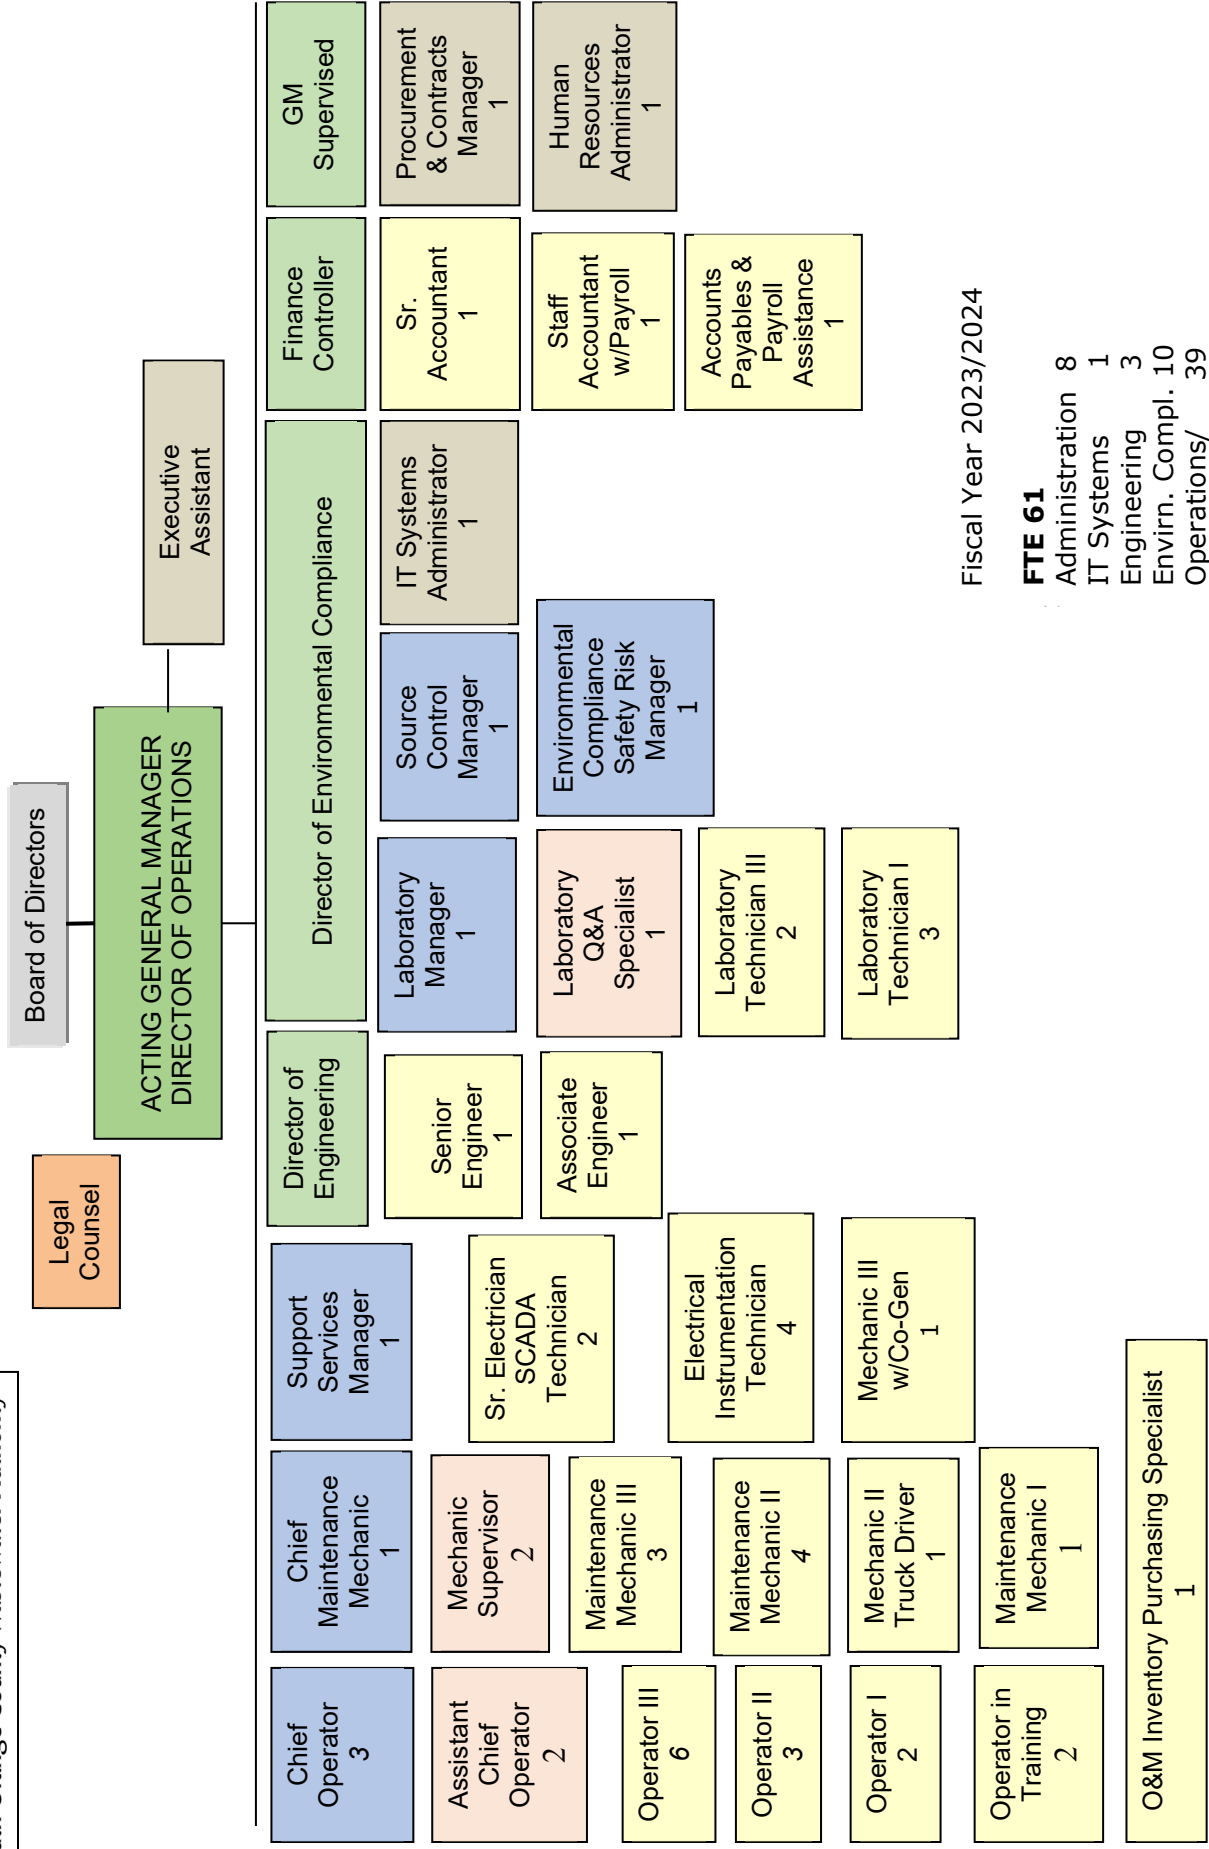 Board of Directors
Legal
Counsel
ACTING GENERAL MANAGER
DIRECTOR OF OPERATIONS
Executive
Assistant
Chief
Operator
3
Assistant
Chief
Operator
2
Operator III
6
Operator II
3
Operator I
2
Operator in
Training
2
Chief
Maintenance
Mechanic
1
Mechanic
Supervisor
2
Maintenance
Mechanic III
3
Maintenance
Mechanic II
4
Mechanic II
Truck Driver
1
Maintenance
Mechanic I
1
O&M Inventory Purchasing Specialist
1
Support
Services
Manager
1
Sr. Electrician
SCADA
Technician
2
Electrical
Instrumentation
Technician
4
Mechanic III
w/Co-Gen
1
Director of
Engineering
Senior
Engineer
1
Associate
Engineer
1
Director of Environmental Compliance
Laboratory
Manager
1
Laboratory
Q&A
Specialist
1
Laboratory
Technician III
2
Laboratory
Technician I
3
Source
Control
Manager
1
Environmental
Compliance
Safety Risk
Manager
1
IT Systems
Administrator
1
Finance
Controller
Sr.
Accountant
1
Staff
Accountant
w/Payroll
1
Accounts
Payables &
Payroll
Assistance
1
GM
Supervised
Procurement
& Contracts
Manager
1
Human
Resources
Administrator
1
Fiscal Year 2023/2024
FTE 61
Administration 8
IT Systems 1
Engineering 3
Envirn. Compl. 10
Operations/ 39